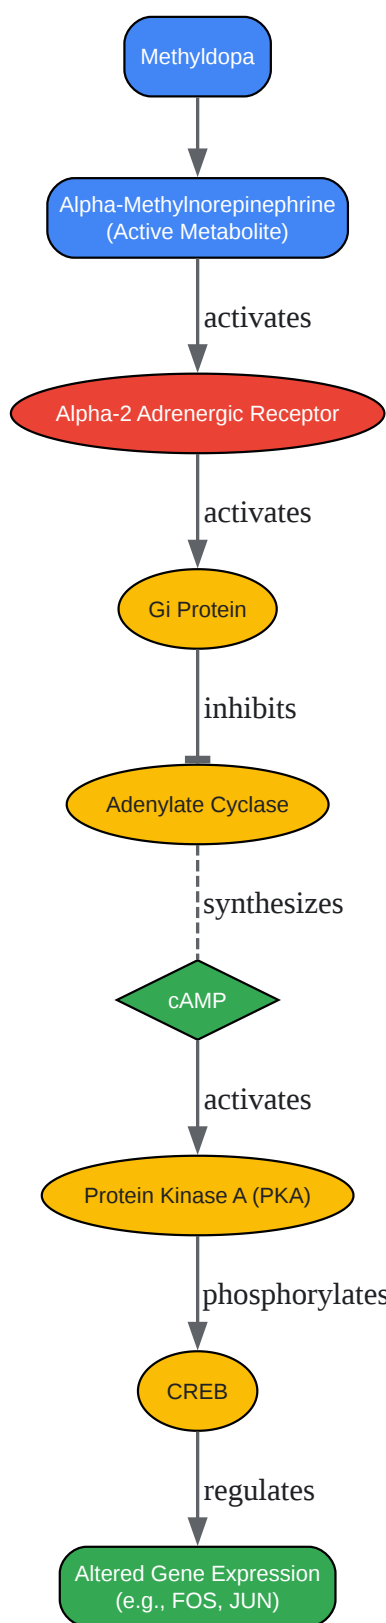 Methyldopa
Alpha-Methylnorepinephrine
(Active Metabolite)
activates
Alpha-2 Adrenergic Receptor
activates
Gi Protein
inhibits
Adenylate Cyclase
synthesizes
cAMP
activates
Protein Kinase A (PKA)
phosphorylates
CREB
regulates
Altered Gene Expression
(e.g., FOS, JUN)